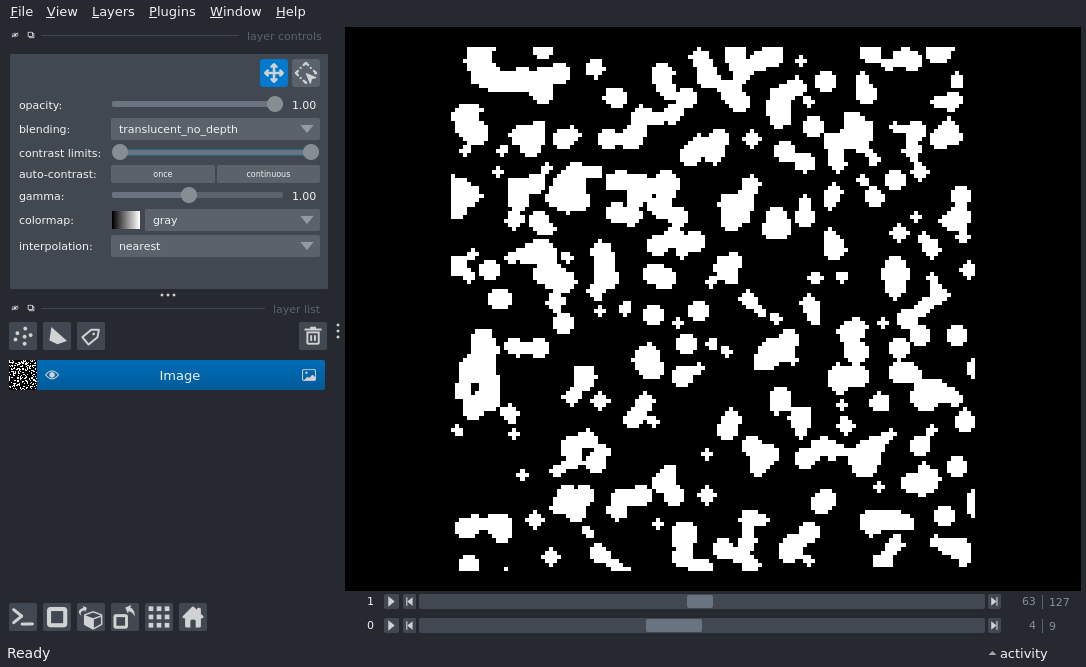 File View Layers Plugins Window Help
layer controls
opacity: 1.00
blending: translucent_no_depth
contrast limits:
auto-contrast: once continuous
gamma: 1.00
colormap: gray
interpolation: nearest
layer list
Image
1 63 127
0 4 9
Ready activity